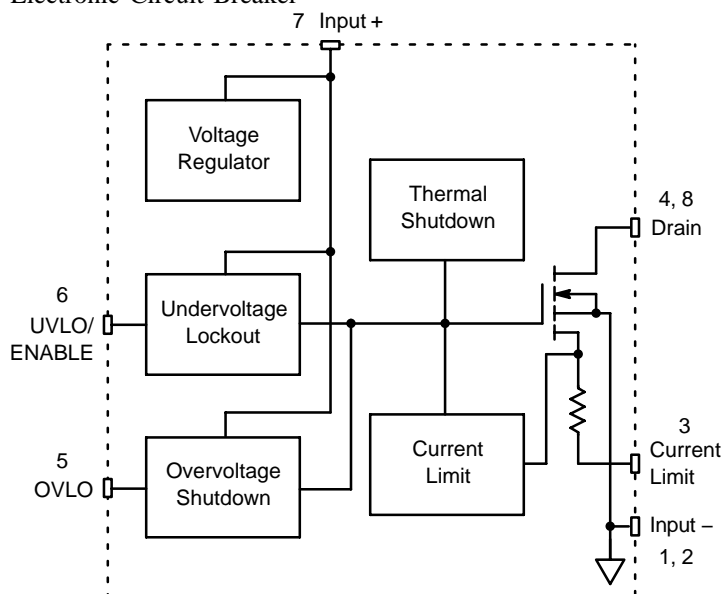 Electronic Circuit Breaker
7 Input +
Voltage
Regulator
Thermal
Shutdown
4, 8
Drain
6
UVLO/
ENABLE
Undervoltage
Lockout
5
OVLO
Overvoltage
Shutdown
Current
Limit
3
Current
Limit
Input –
1, 2